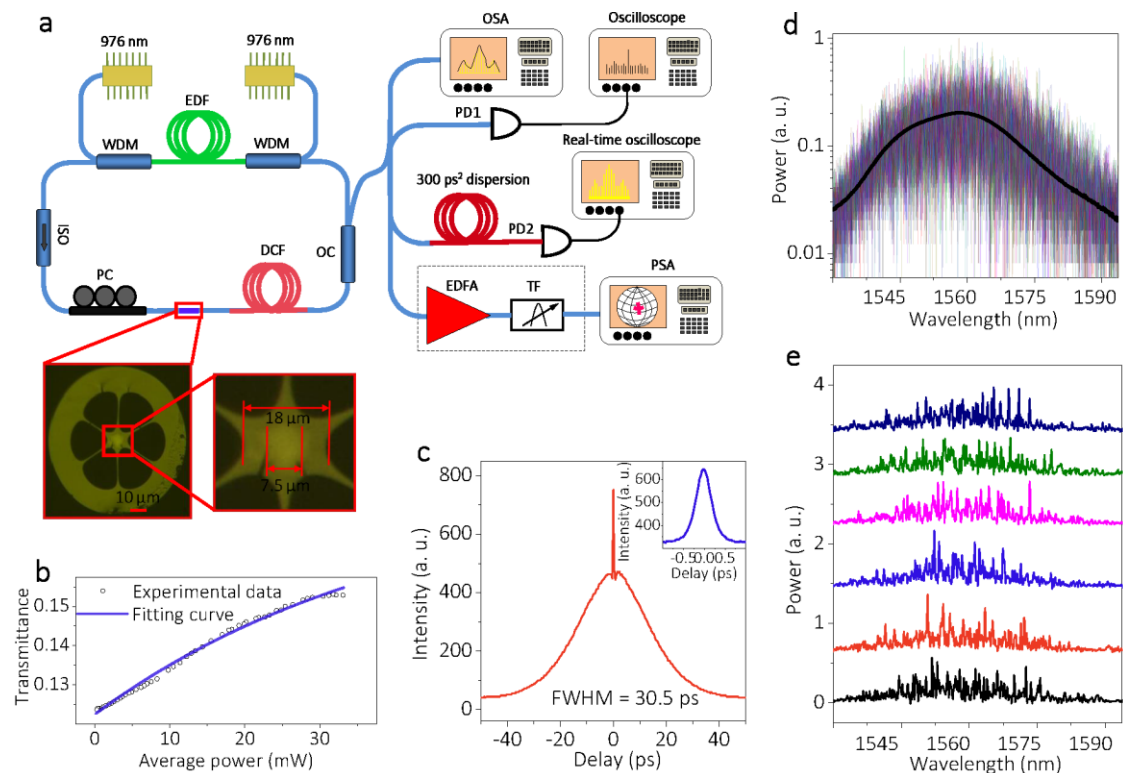 a
976 nm
976 nm
EDF
WDM
WDM
ISO
PC
DCF
OC
OSA
Oscilloscope
PD1
Real-time oscilloscope
300 ps² dispersion
PD2
EDFA
TF
PSA
10 μm
18 μm
7.5 μm
b
Experimental data
Fitting curve
Transmittance
0.15
0.14
0.13
0
10
20
30
Average power (mW)
c
Intensity (a. u.)
800
600
400
200
0
-40
-20
0
20
40
Delay (ps)
FWHM = 30.5 ps
Intensity (a. u.)
600
500
400
-0.5
0.0
0.5
Delay (ps)
d
Power (a. u.)
1
0.1
0.01
1545
1560
1575
1590
Wavelength (nm)
e
Power (a. u.)
4
3
2
1
0
1545
1560
1575
1590
Wavelength (nm)